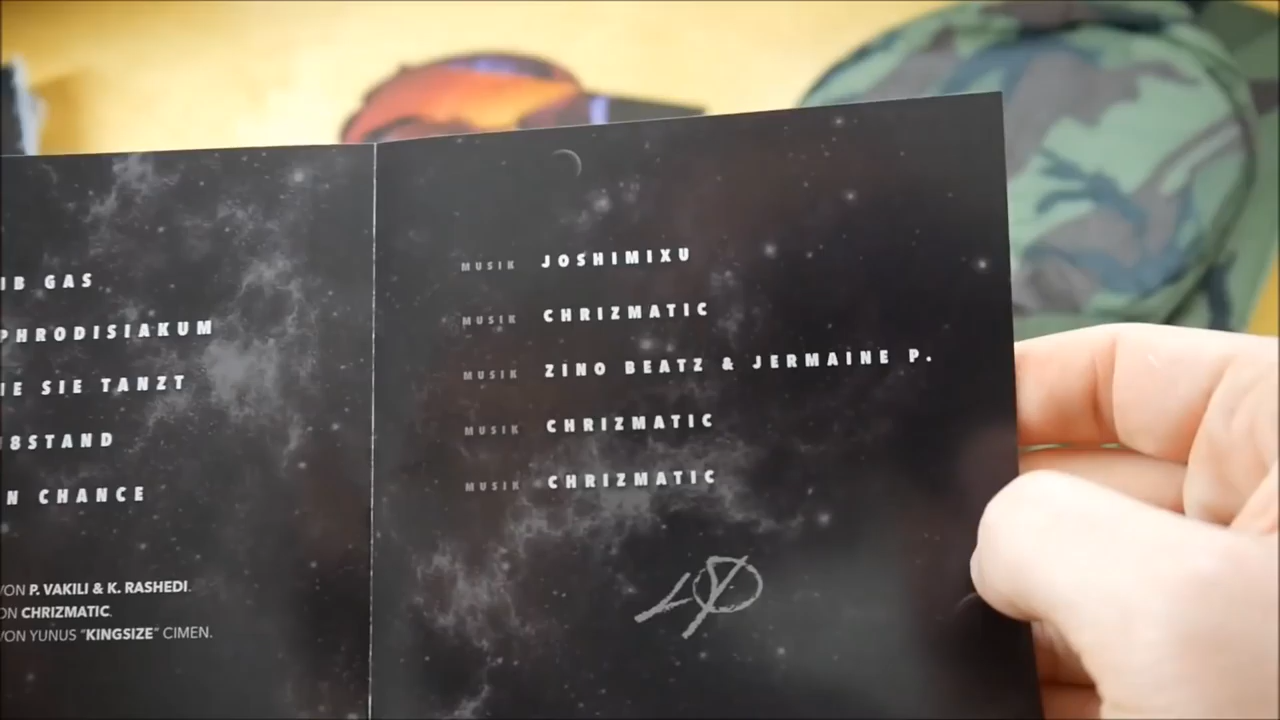 IB GAS
PHRODISIAKUM
IE SIE TANZT
8STAND
N CHANCE
ON P. VAKILI & K. RASHEDI.
ON CHRIZMATIC.
VON YUNUS "KINGSIZE" CIMEN.
MUSIK JOSHIMIXU
MUSIK CHRIZMATIC
MUSIK ZINO BEATZ & JERMAINE P.
MUSIK CHRIZMATIC
MUSIK CHRIZMATIC